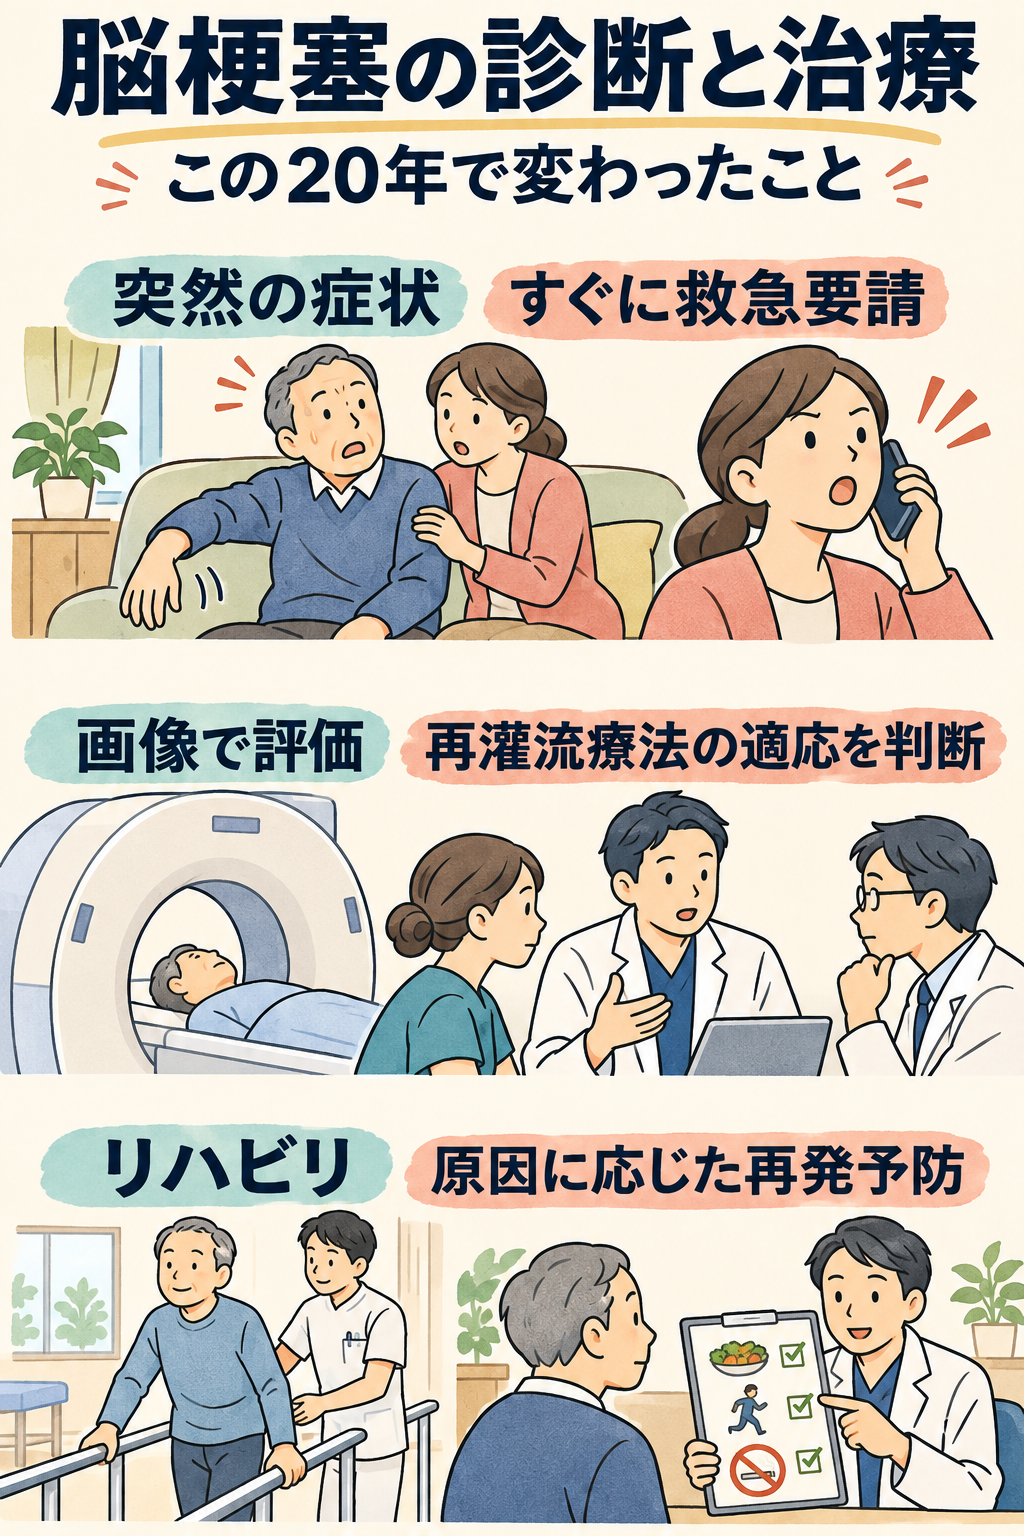 脳梗塞の診断と治療
この20年で変わったこと
突然の症状
すぐに救急要請
画像で評価
再灌流療法の適応を判断
リハビリ
原因に応じた再発予防